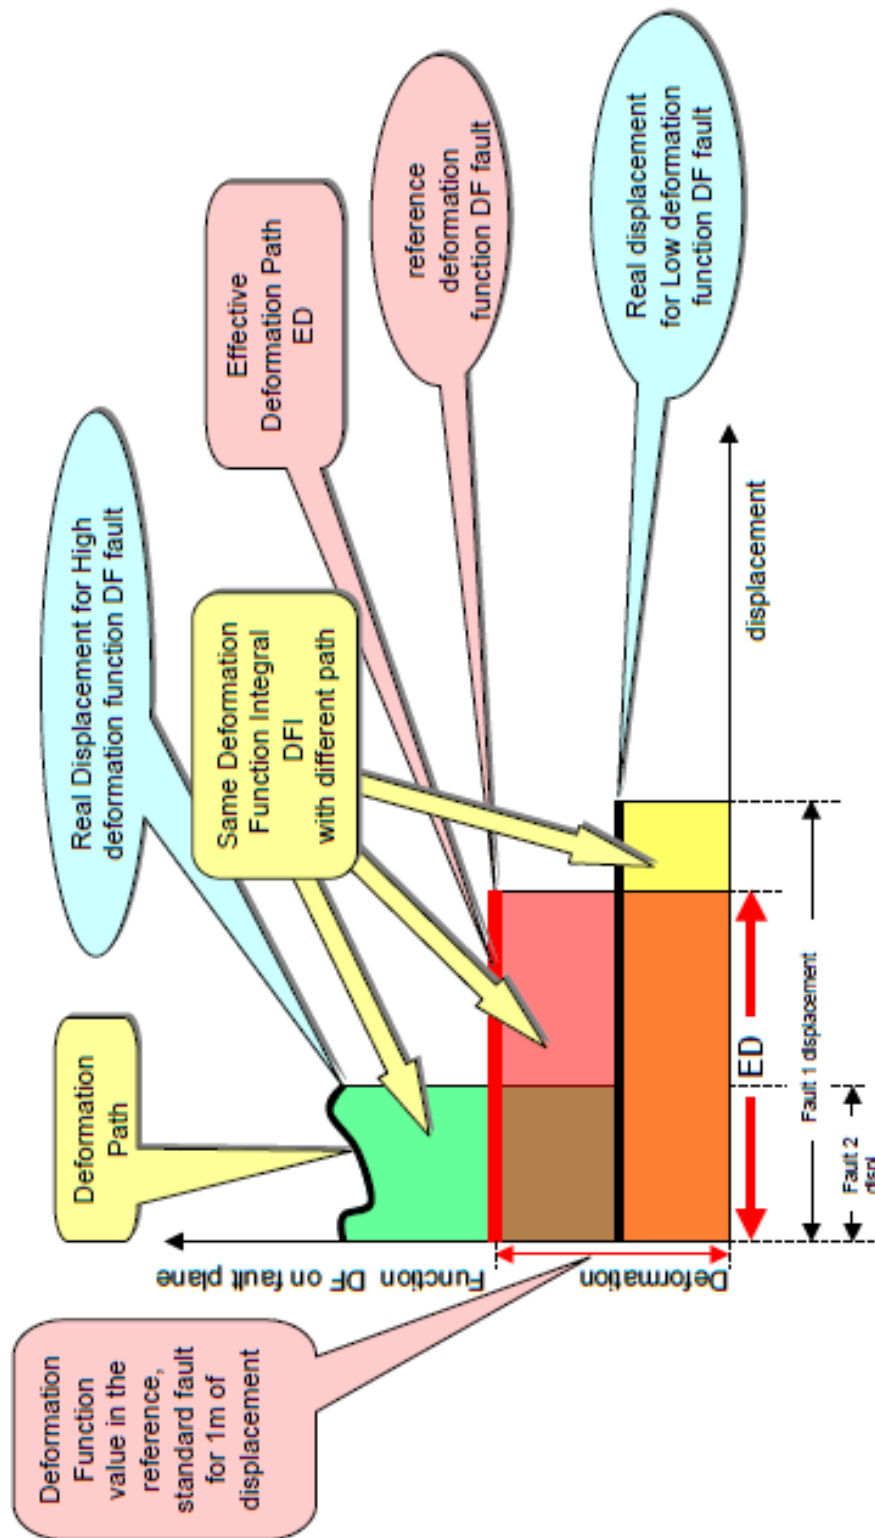 Real Displacement for High
deformation function DF fault
Deformation
Path
Effective
Deformation Path
ED
Same Deformation
Function Integral
DFI
with different path
reference
deformation
function DF fault
Real displacement
for Low deformation
function DF fault
Deformation
Function
value in the
reference,
standard fault
for 1m of
displacement
Deformation
Function DF on fault plane
displacement
ED
Fault 1 displacement
Fault 2
displ